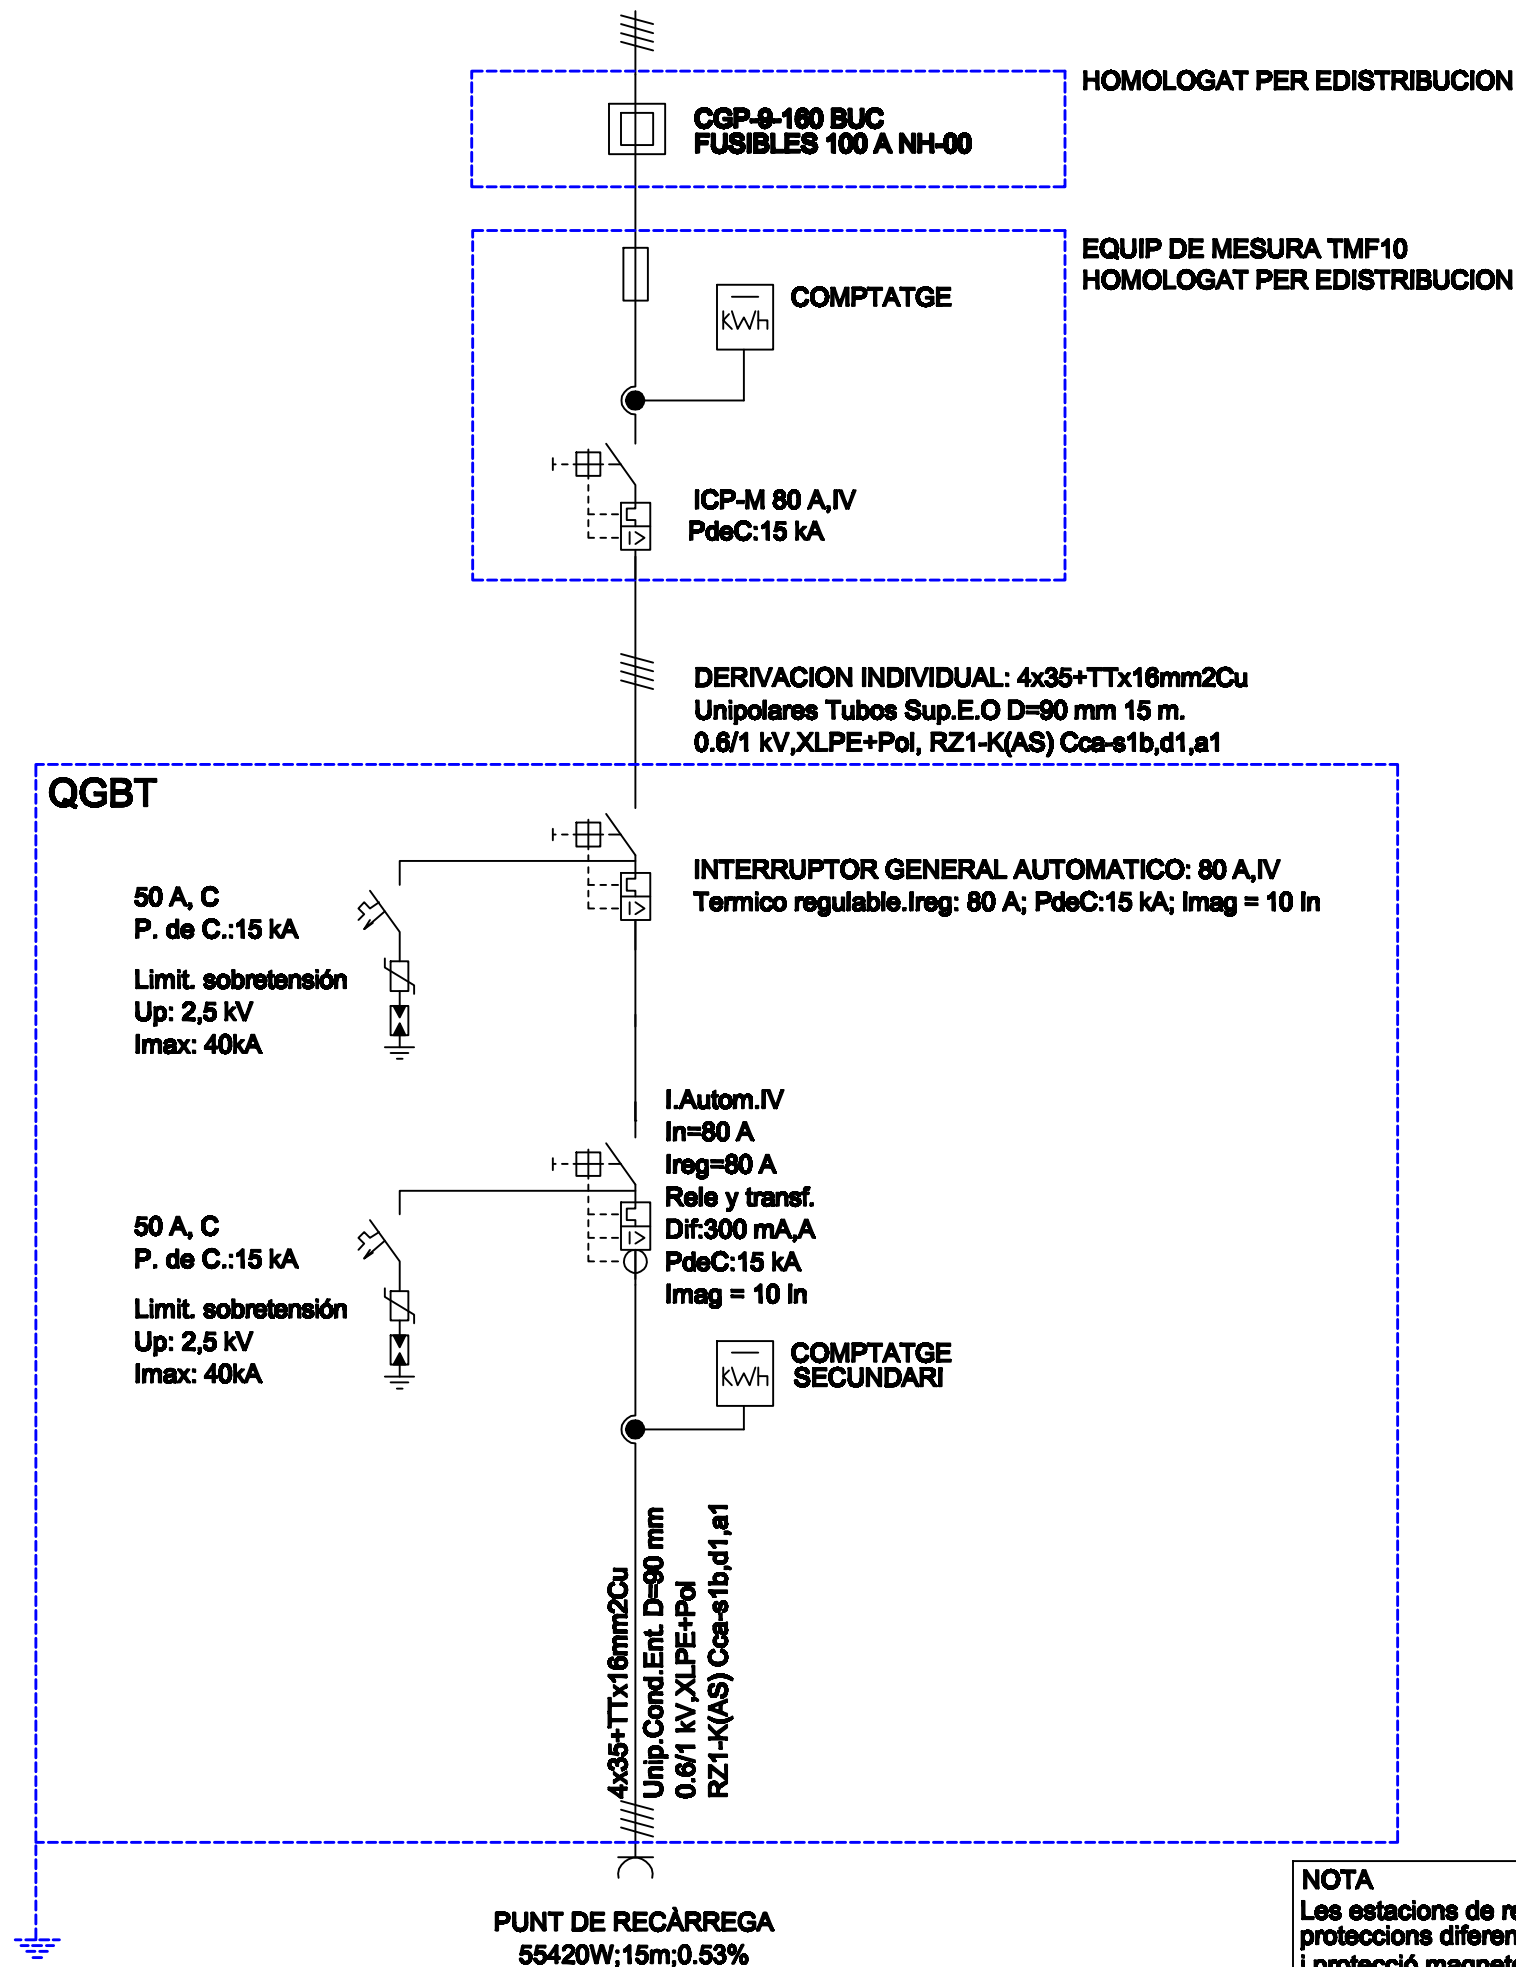 HOMOLOGAT PER EDISTRIBUCION
CGP-9-160 BUC
FUSIBLES 100 A NH-00
EQUIP DE MESURA TMF10
HOMOLOGAT PER EDISTRIBUCION
COMPTATGE
KWh
ICP-M 80 A,IV
PdeC:15 kA
I>
DERIVACION INDIVIDUAL: 4x35+TTx16mm2Cu
Unipolares Tubos Sup.E.O D=90 mm 15 m.
0.6/1 kV,XLPE+Pol, RZ1-K(AS) Cca-s1b,d1,a1
QGBT
INTERRUPTOR GENERAL AUTOMATICO: 80 A,IV
Termico regulable.Ireg: 80 A; PdeC:15 kA; Imag = 10 In
I>
50 A, C
P. de C.:15 kA
Limit. sobretensión
Up: 2,5 kV
Imax: 40kA
I.Autom.IV
In=80 A
Ireg=80 A
Rele y transf.
Dif:300 mA,A
PdeC:15 kA
Imag = 10 In
I>
50 A, C
P. de C.:15 kA
Limit. sobretensión
Up: 2,5 kV
Imax: 40kA
COMPTATGE
SECUNDARI
KWh
4x35+TTx16mm2Cu
Unip.Cond.Ent. D=90 mm
0.6/1 kV,XLPE+Pol
RZ1-K(AS) Cca-s1b,d1,a1
PUNT DE RECÀRREGA
55420W;15m;0.53%
NOTA
Les estacions de
proteccions
i protecció